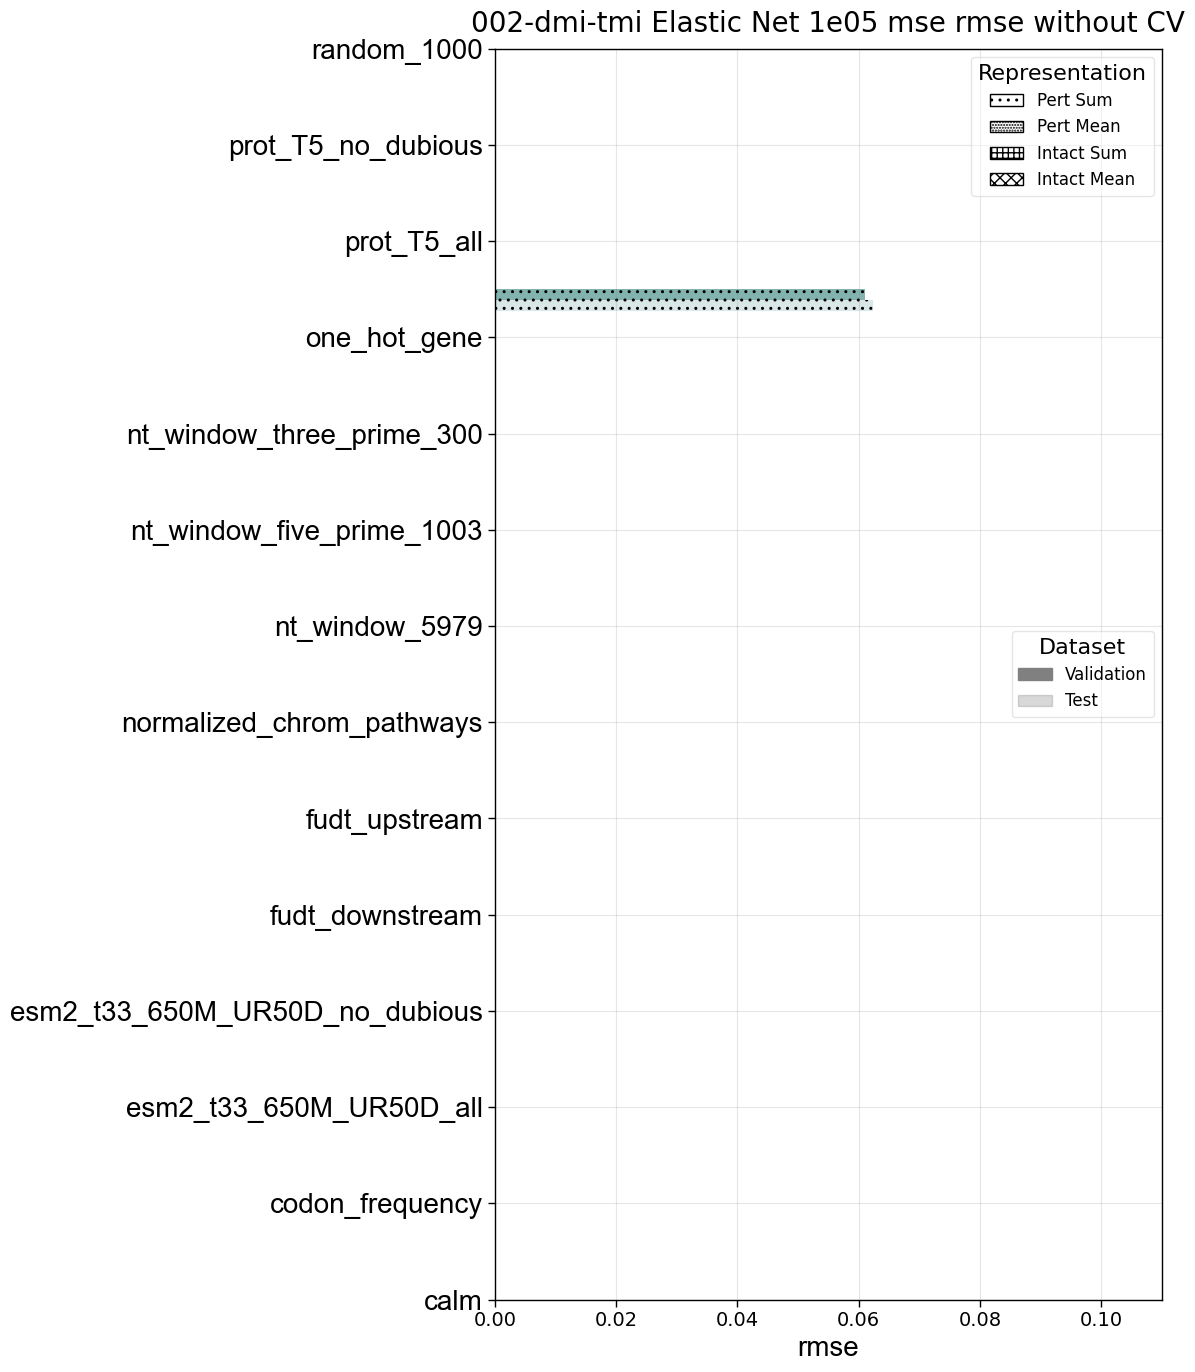 002-dmi-tmi Elastic Net 1e05 mse rmse without CV
random_1000
prot_T5_no_dubious
prot_T5_all
one_hot_gene
nt_window_three_prime_300
nt_window_five_prime_1003
nt_window_5979
normalized_chrom_pathways
fudt_upstream
fudt_downstream
esm2_t33_650M_UR50D_no_dubious
esm2_t33_650M_UR50D_all
codon_frequency
calm
Representation
Pert Sum
Pert Mean
Intact Sum
Intact Mean
Dataset
Validation
Test
0.00 0.02 0.04 0.06 0.08 0.10
rmse